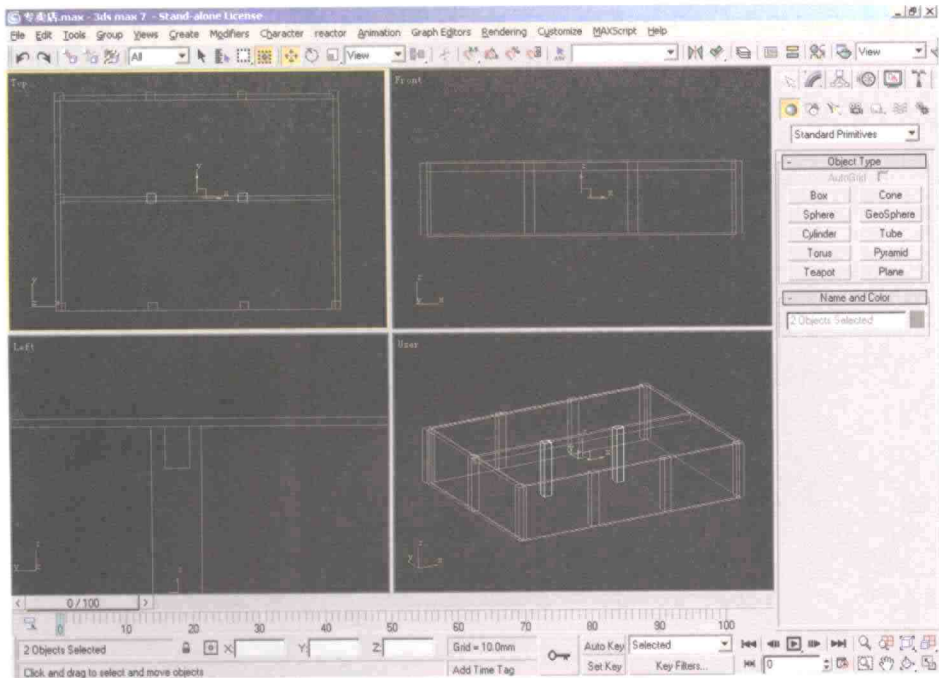 专卖店.max - 3ds max 7 - Stand-alone License
File Edit Tools Group Views Create Modifiers Character reactor Animation Graph Editors Rendering Customize MAXScript Help
All View View
Top
Front
Left
User
y
x
z
Standard Primitives
- Object Type
AutoGrid
Box Cone
Sphere GeoSphere
Cylinder Tube
Torus Pyramid
Teapot Plane
- Name and Color
2 Objects Selected
< 0 / 100 >
0 10 20 30 40 50 60 70 80 90 100
2 Objects Selected X: Y: Z: Grid = 10.0mm Auto Key Selected
Click and drag to select and move objects Add Time Tag Set Key Key Filters... 0